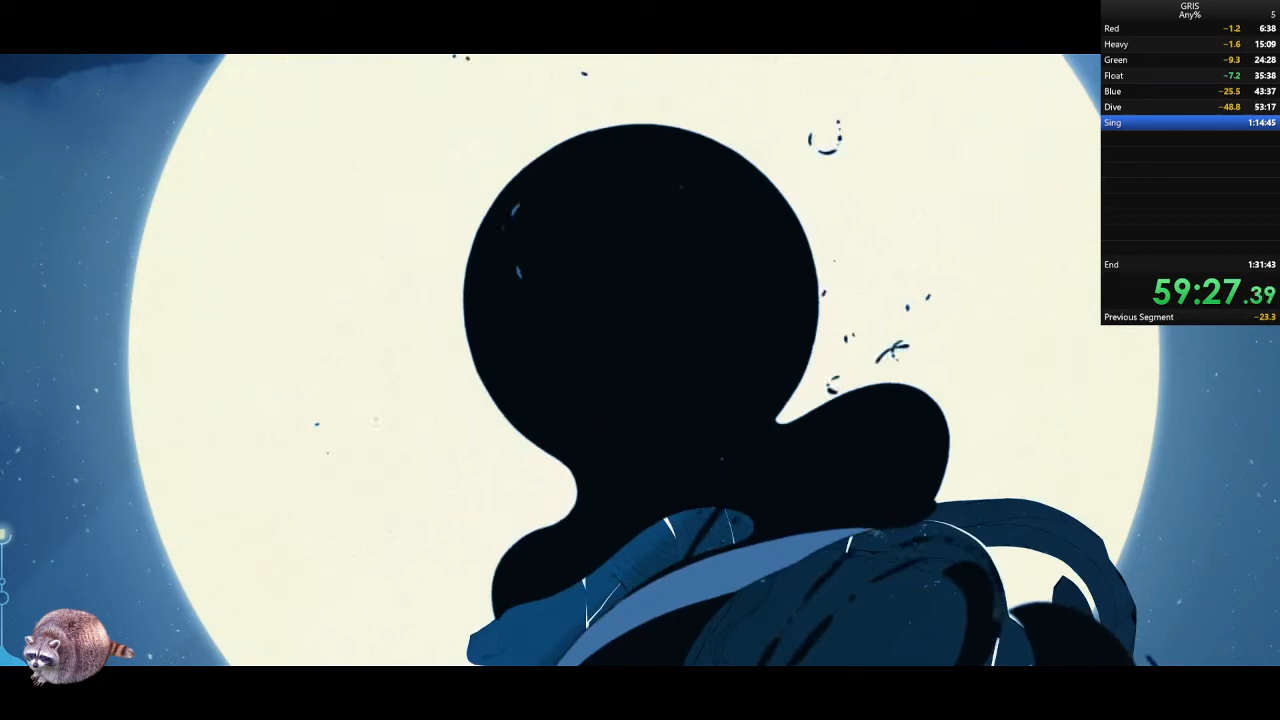 GRIS
Any% 5
Red −1.2 6:38
Heavy −1.6 15:09
Green −9.3 24:28
Float −7.2 35:38
Blue −25.5 43:37
Dive −48.8 53:17
Sing 1:14:45
End 1:31:43
59:27.39
Previous Segment −23.3